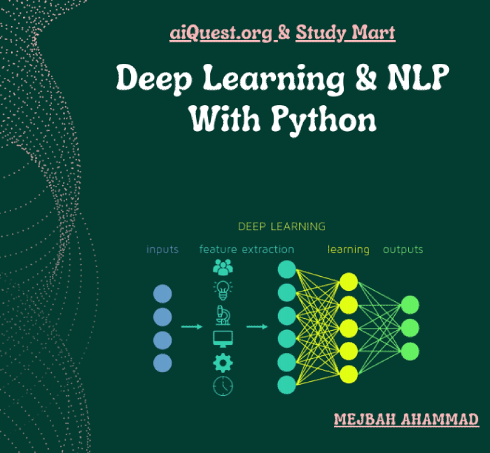 aiQuest.org & Study Mart
Deep Learning & NLP
With Python
DEEP LEARNING
inputs feature extraction learning outputs
MEJBAH AHAMMAD